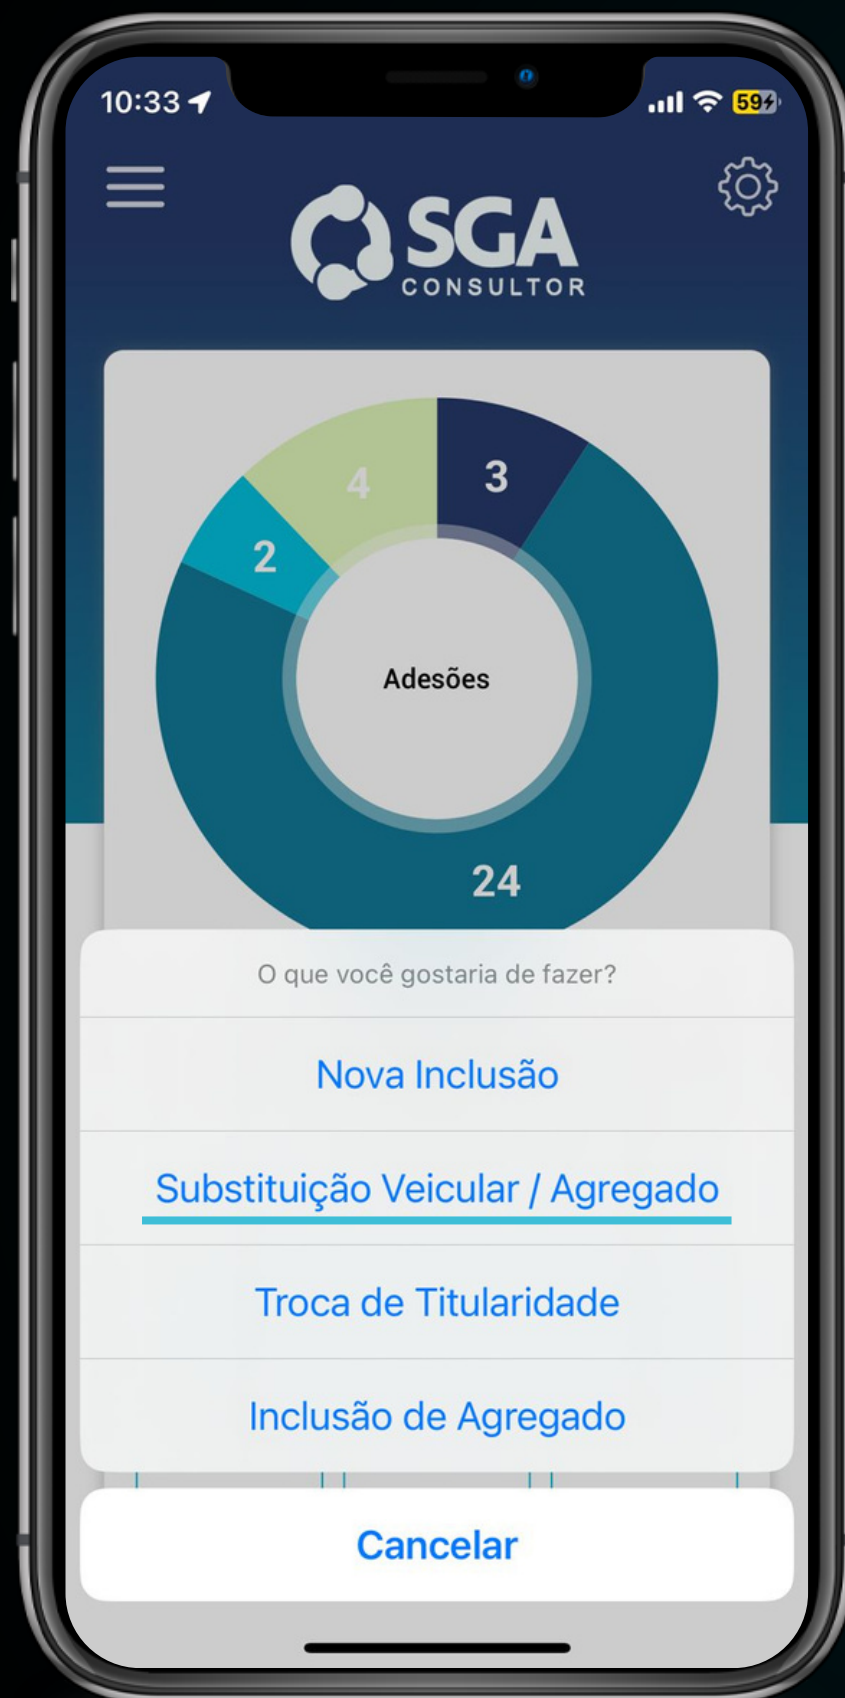 10:33
59
SGA
CONSULTOR
4
3
2
Adesões
24
O que você gostaria de fazer?
Nova Inclusão
Substituição Veicular / Agregado
Troca de Titularidade
Inclusão de Agregado
Cancelar